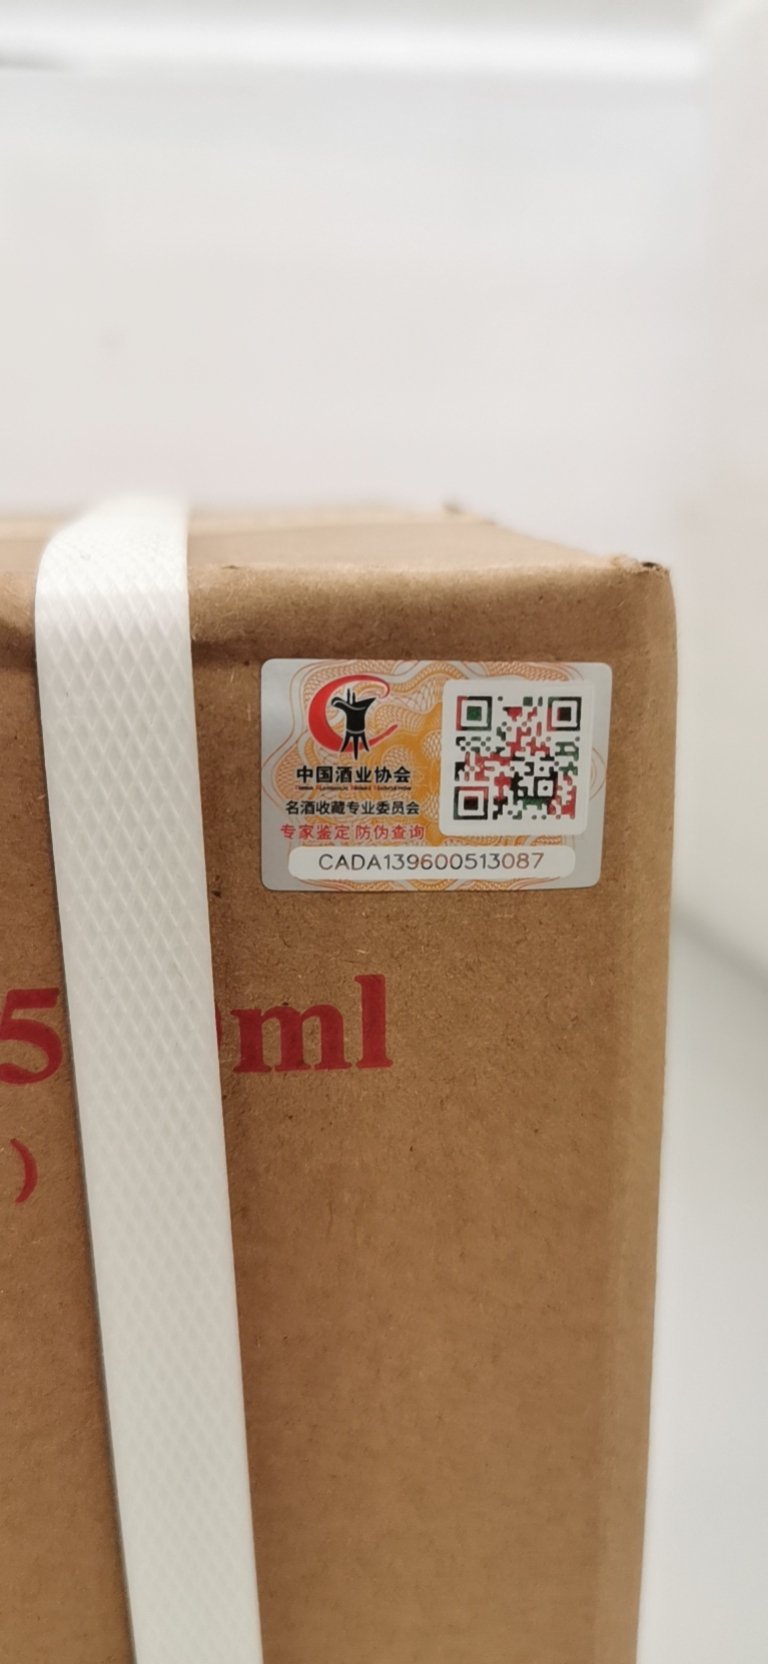 中国酒业协会
名酒收藏专业委员会
专家鉴定 防伪查询
CADA139600513087
ml
)